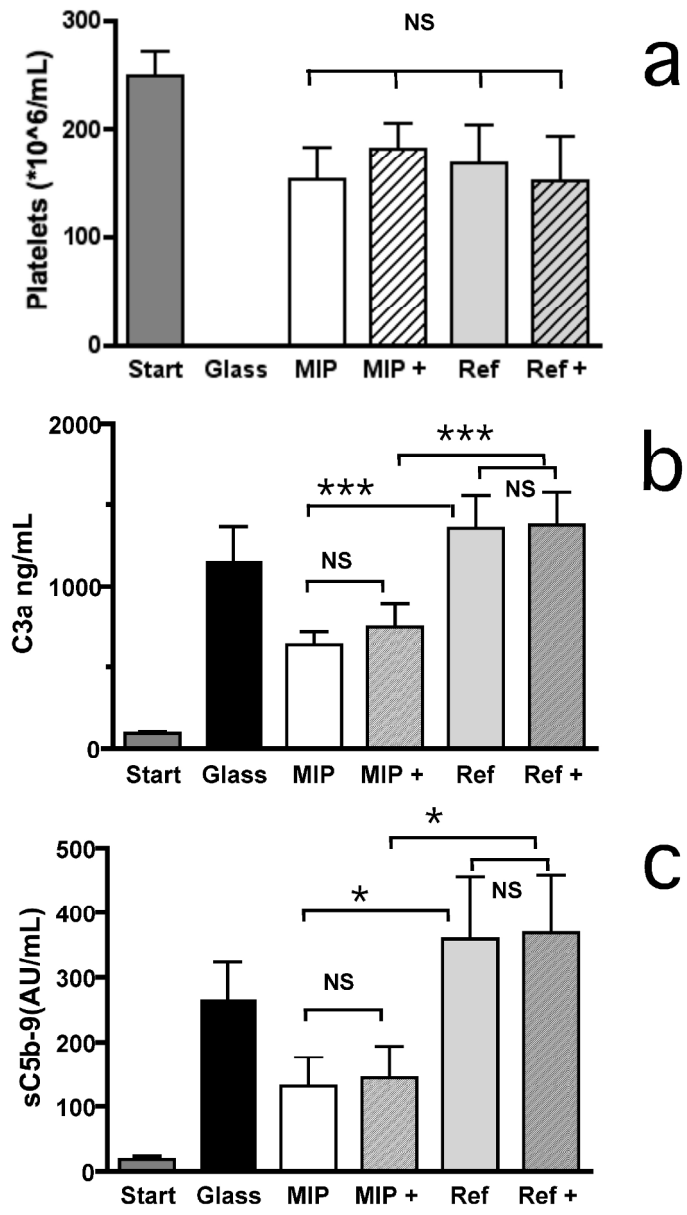 a
Platelets (*10^6/mL)
300
200
100
0
NS
Start Glass MIP MIP + Ref Ref +
b
C3a ng/mL
2000
1000
0
***
***
NS
NS
Start Glass MIP MIP + Ref Ref +
c
sC5b-9(AU/mL)
500
400
300
200
100
0
*
*
NS
NS
Start Glass MIP MIP + Ref Ref +